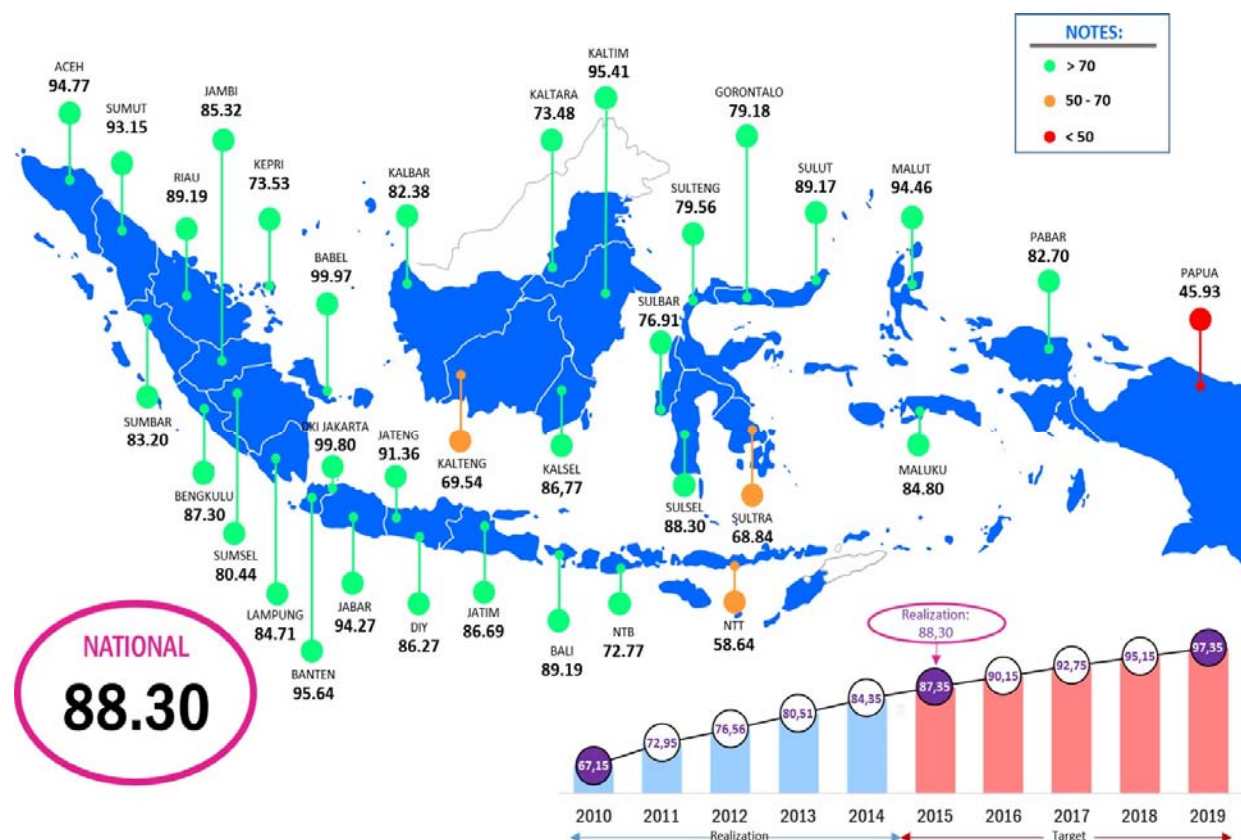 ACEH
94.77
SUMUT
93.15
JAMBI
85.32
RIAU
89.19
KEPRI
73.53
BABEL
99.97
KALBAR
82.38
KALTARA
73.48
KALTIM
95.41
GORONTALO
79.18
SULTENG
79.56
SULUT
89.17
SULBAR
76.91
MALUT
94.46
PABAR
82.70
PAPUA
45.93
NOTES:
> 70
50 - 70
< 50
SUMBAR
83.20
BENGKULU
87.30
SUMSEL
80.44
LAMPUNG
84.71
BANTEN
95.64
DKI JAKARTA
99.80
JATENG
91.36
JABAR
94.27
DIY
86.27
JATIM
86.69
KALTENG
69.54
KALSEL
86,77
SULSEL
88.30
SULTRA
68.84
MALUKU
84.80
BALI
89.19
NTB
72.77
NTT
58.64
NATIONAL
88.30
Realization:
88,30
67,15
72,95
76,56
80,51
84,35
87,35
90,15
92,75
95,15
97,35
2010 2011 2012 2013 2014 2015 2016 2017 2018 2019
Realization Target